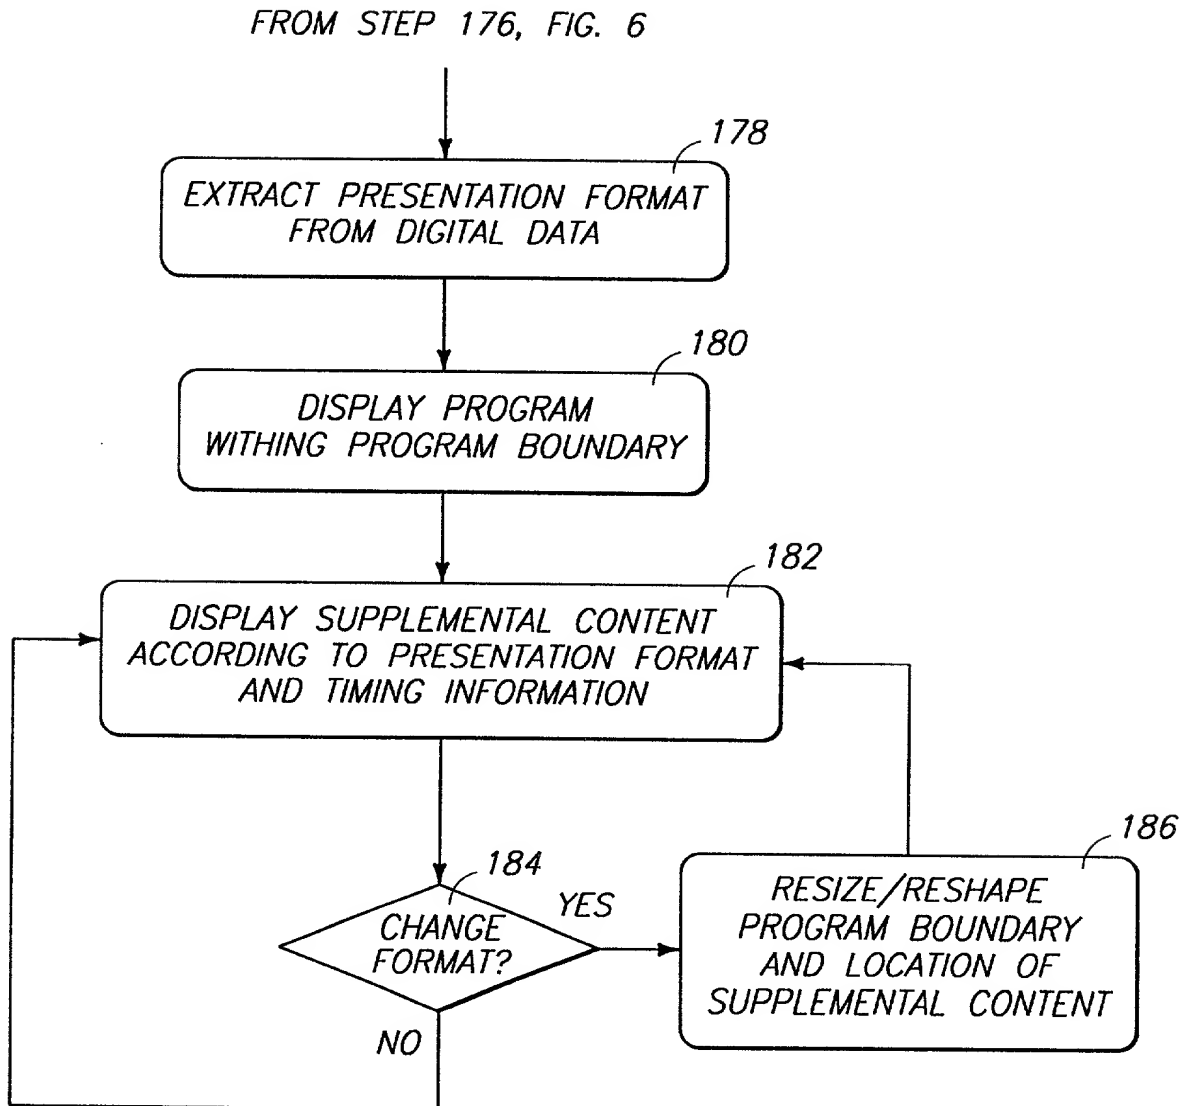 FROM STEP 176, FIG. 6
178
EXTRACT PRESENTATION FORMAT
FROM DIGITAL DATA
180
DISPLAY PROGRAM
WITHING PROGRAM BOUNDARY
182
DISPLAY SUPPLEMENTAL CONTENT
ACCORDING TO PRESENTATION FORMAT
AND TIMING INFORMATION
184
CHANGE
FORMAT?
YES
NO
186
RESIZE/RESHAPE
PROGRAM BOUNDARY
AND LOCATION OF
SUPPLEMENTAL CONTENT